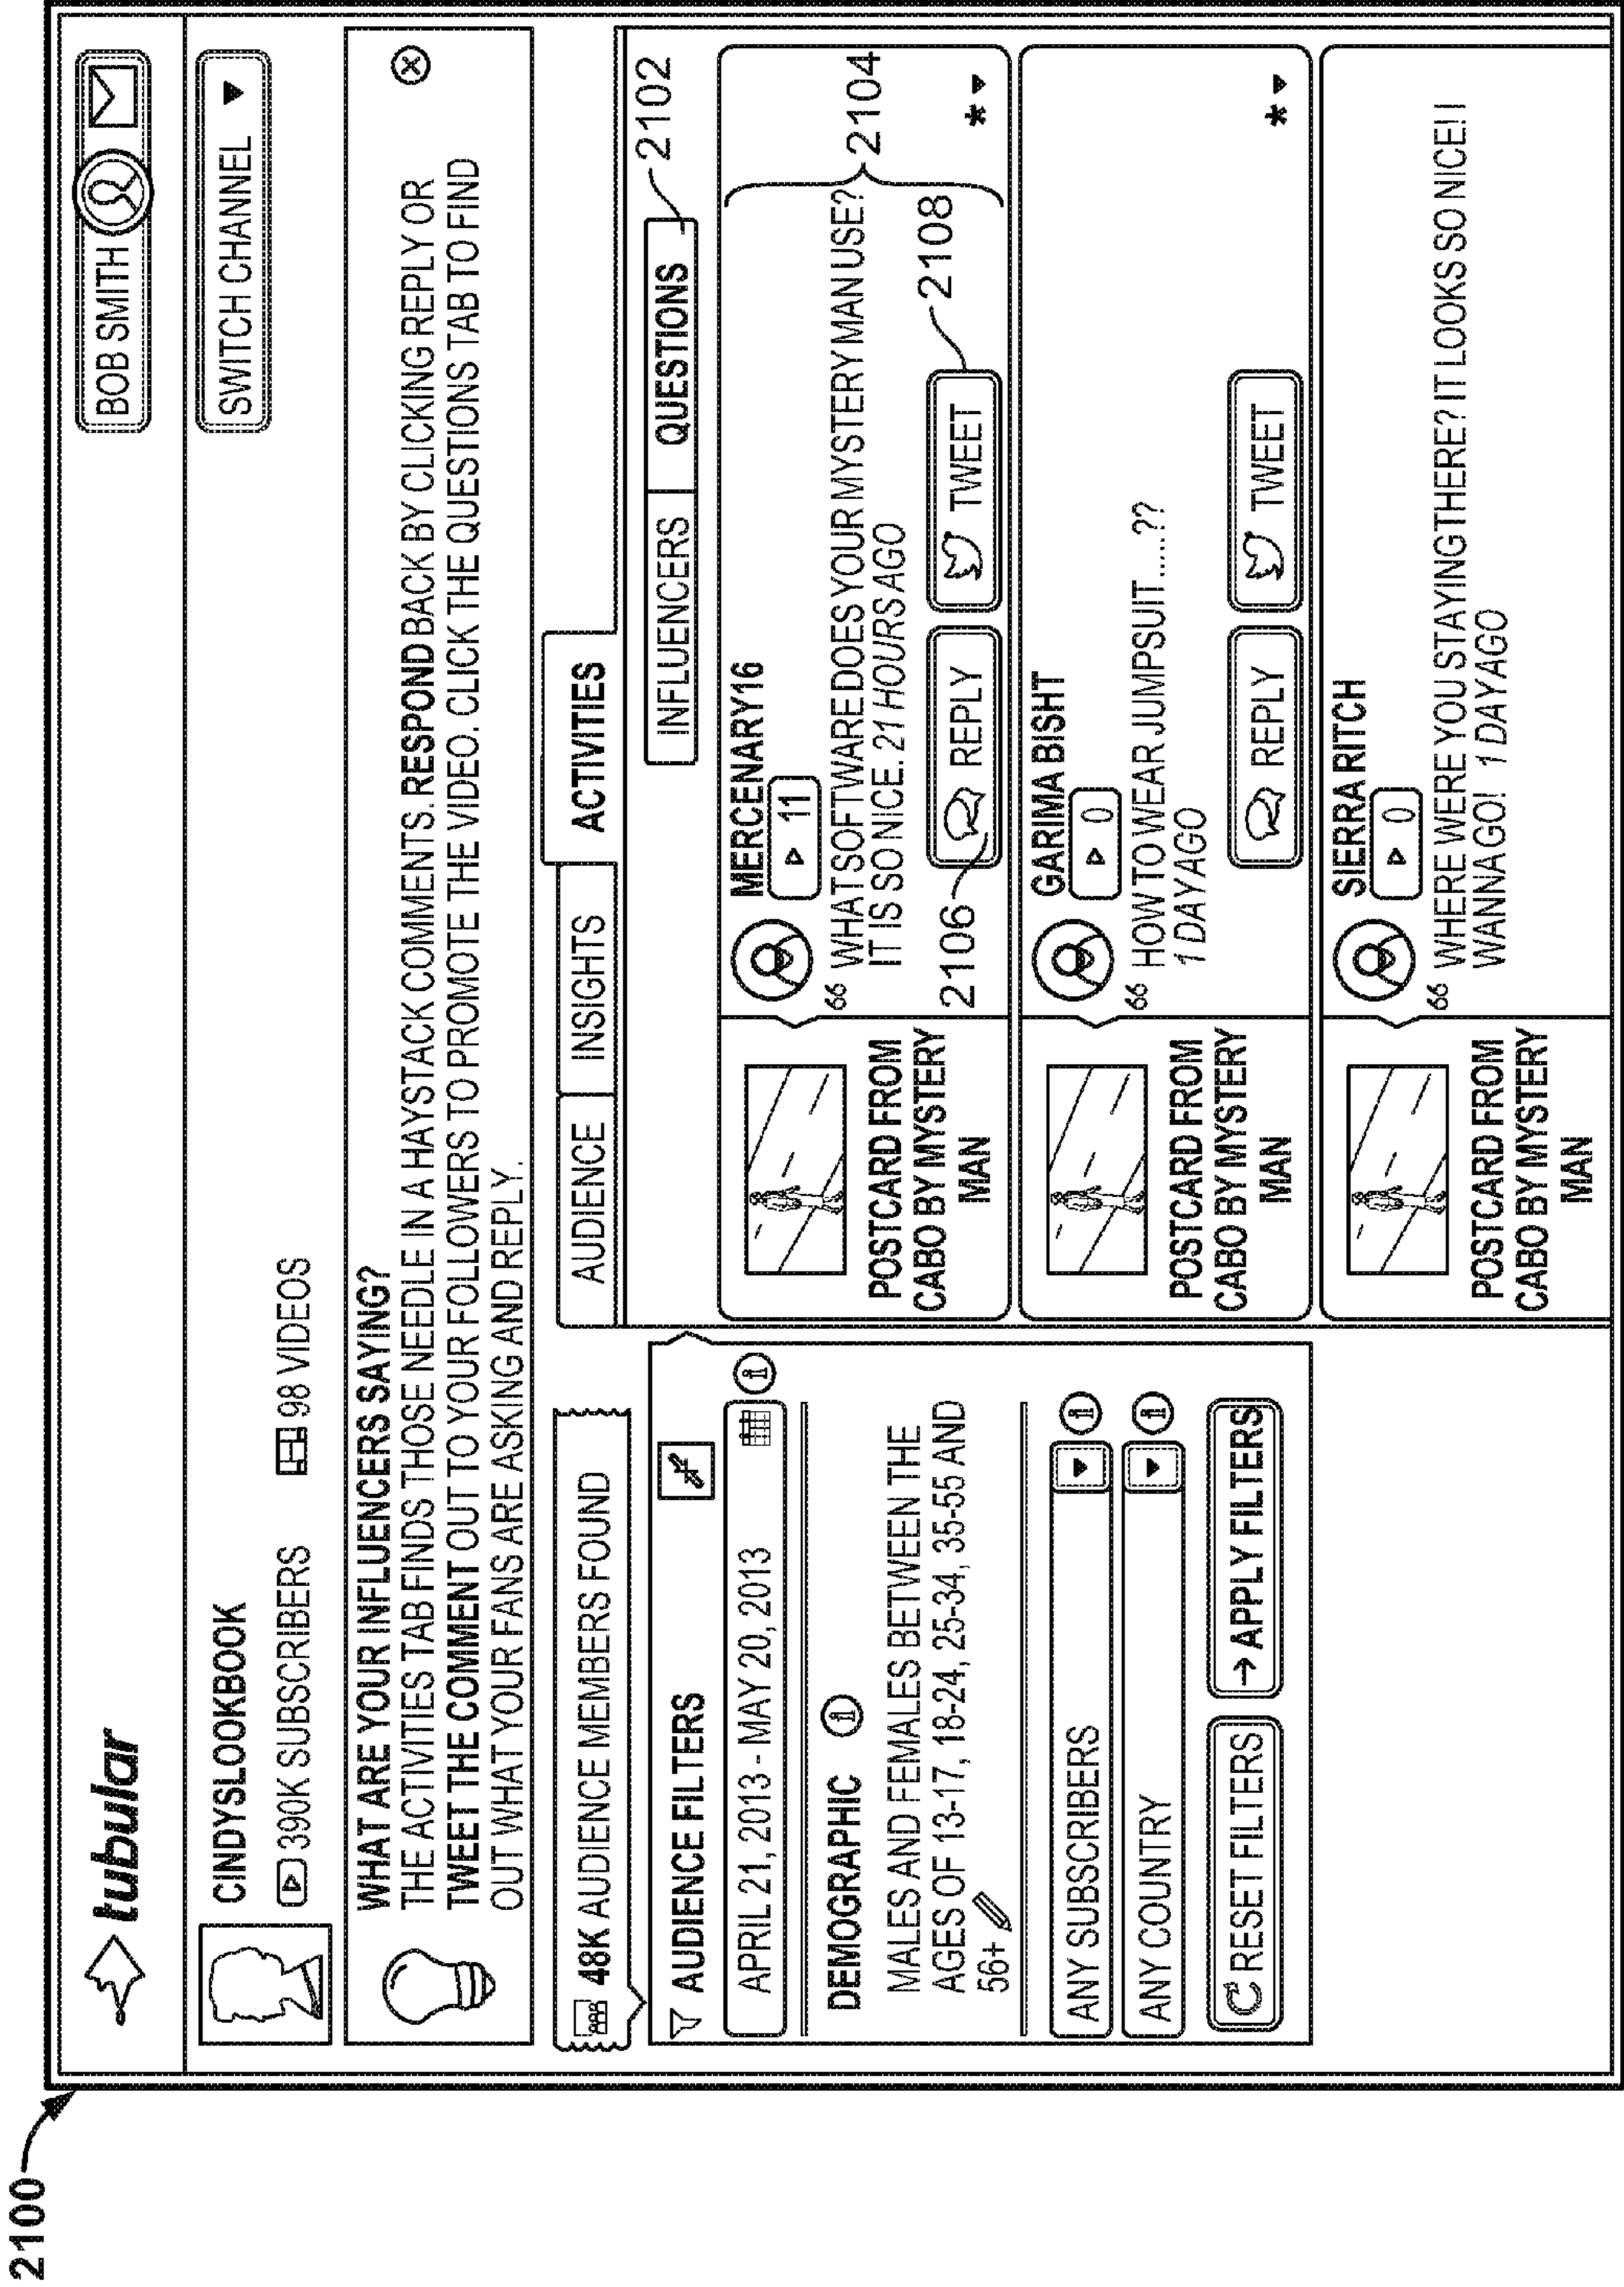 2100
tubular
BOB SMITH
CINDYSLOOKBOOK
390K SUBSCRIBERS 98 VIDEOS
SWITCH CHANNEL
WHAT ARE YOUR INFLUENCERS SAYING?
THE ACTIVITIES TAB FINDS THOSE NEEDLE IN A HAYSTACK COMMENTS. RESPOND BACK BY CLICKING REPLY OR
TWEET THE COMMENT OUT TO YOUR FOLLOWERS TO PROMOTE THE VIDEO. CLICK THE QUESTIONS TAB TO FIND
OUT WHAT YOUR FANS ARE ASKING AND REPLY.
48K AUDIENCE MEMBERS FOUND
AUDIENCE FILTERS
APRIL 21, 2013 - MAY 20, 2013
DEMOGRAPHIC
MALES AND FEMALES BETWEEN THE
AGES OF 13-17, 18-24, 25-34, 35-55 AND
56+
ANY SUBSCRIBERS
ANY COUNTRY
RESET FILTERS
APPLY FILTERS
AUDIENCE INSIGHTS ACTIVITIES
INFLUENCERS QUESTIONS
2102
POSTCARD FROM
CABO BY MYSTERY
MAN
MERCENARY16
11
WHAT SOFTWARE DOES YOUR MYSTERY MAN USE?
IT IS SO NICE. 21 HOURS AGO
REPLY TWEET
2104
2106
2108
POSTCARD FROM
CABO BY MYSTERY
MAN
GARIMA BISHT
0
HOW TO WEAR JUMPSUIT.....??
1 DAY AGO
REPLY TWEET
POSTCARD FROM
CABO BY MYSTERY
MAN
SIERRA RITCH
0
WHERE WERE YOU STAYING THERE? IT LOOKS SO NICE! I
WANNA GO! 1 DAY AGO